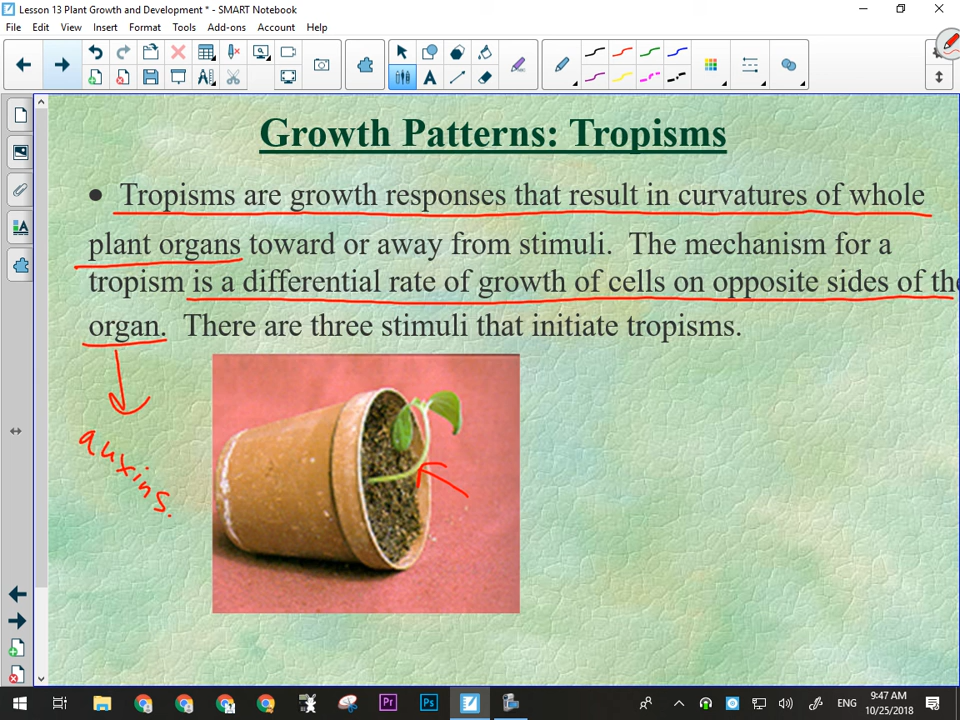 Lesson 13 Plant Growth and Development * - SMART Notebook
File Edit View Insert Format Tools Add-ons Account Help
Growth Patterns: Tropisms
• Tropisms are growth responses that result in curvatures of whole
plant organs toward or away from stimuli. The mechanism for a
tropism is a differential rate of growth of cells on opposite sides of the
organ. There are three stimuli that initiate tropisms.
auxins.
ENG
9:47 AM
10/25/2018